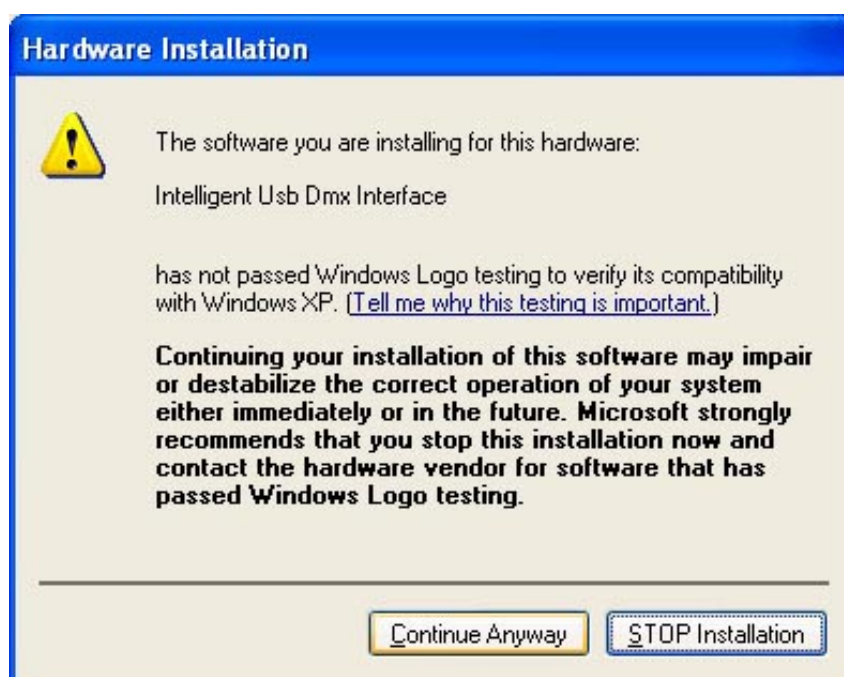 Hardware Installation
The software you are installing for this hardware:
Intelligent Usb Dmx Interface
has not passed Windows Logo testing to verify its compatibility
with Windows XP. (Tell me why this testing is important.)
Continuing your installation of this software may impair
or destabilize the correct operation of your system
either immediately or in the future. Microsoft strongly
recommends that you stop this installation now and
contact the hardware vendor for software that has
passed Windows Logo testing.
Continue Anyway
STOP Installation